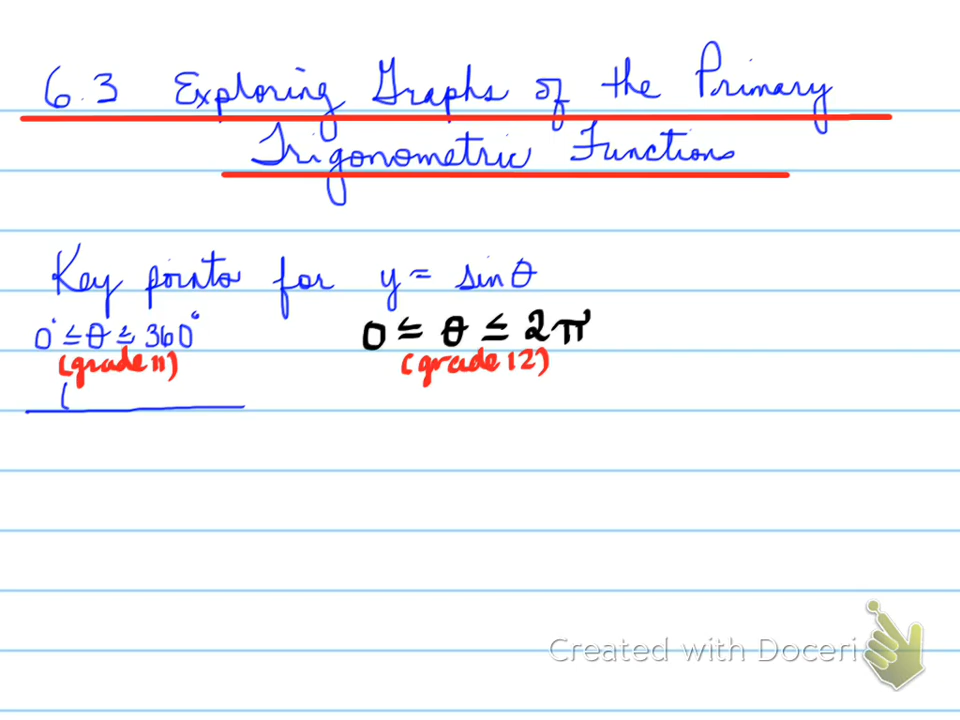 6.3 Exploring Graphs of the Primary
Trigonometric Functions
Key points for y = sinθ
0° ≤ θ ≤ 360° 0 ≤ θ ≤ 2π
(grade 11) (grade 12)
(
Created with Doceri